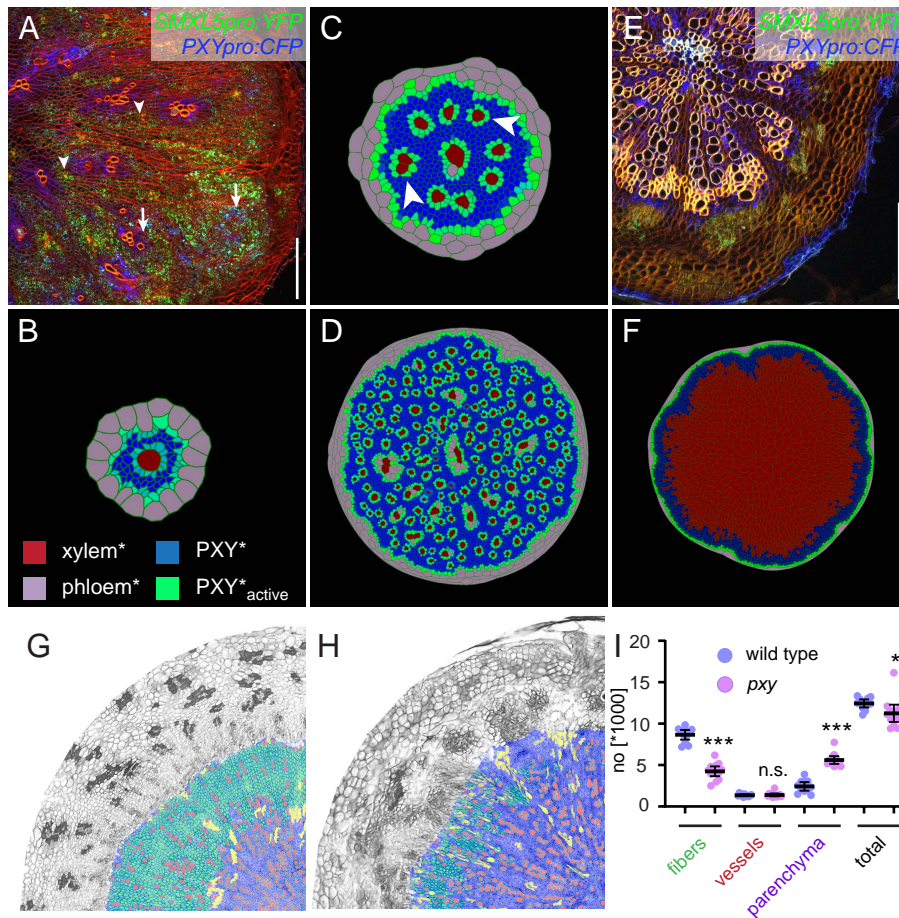 A
SMXL5pro:YFP
PXYpro:CFP
C
E
SMXL5pro:YFP
PXYpro:CFP
B
D
F
xylem*
PXY*
phloem*
PXY*active
G
H
I
20
15
10
5
0
no [*1000]
wild type
pxy
***
n.s.
***
*
fibers
vessels
parenchyma
total